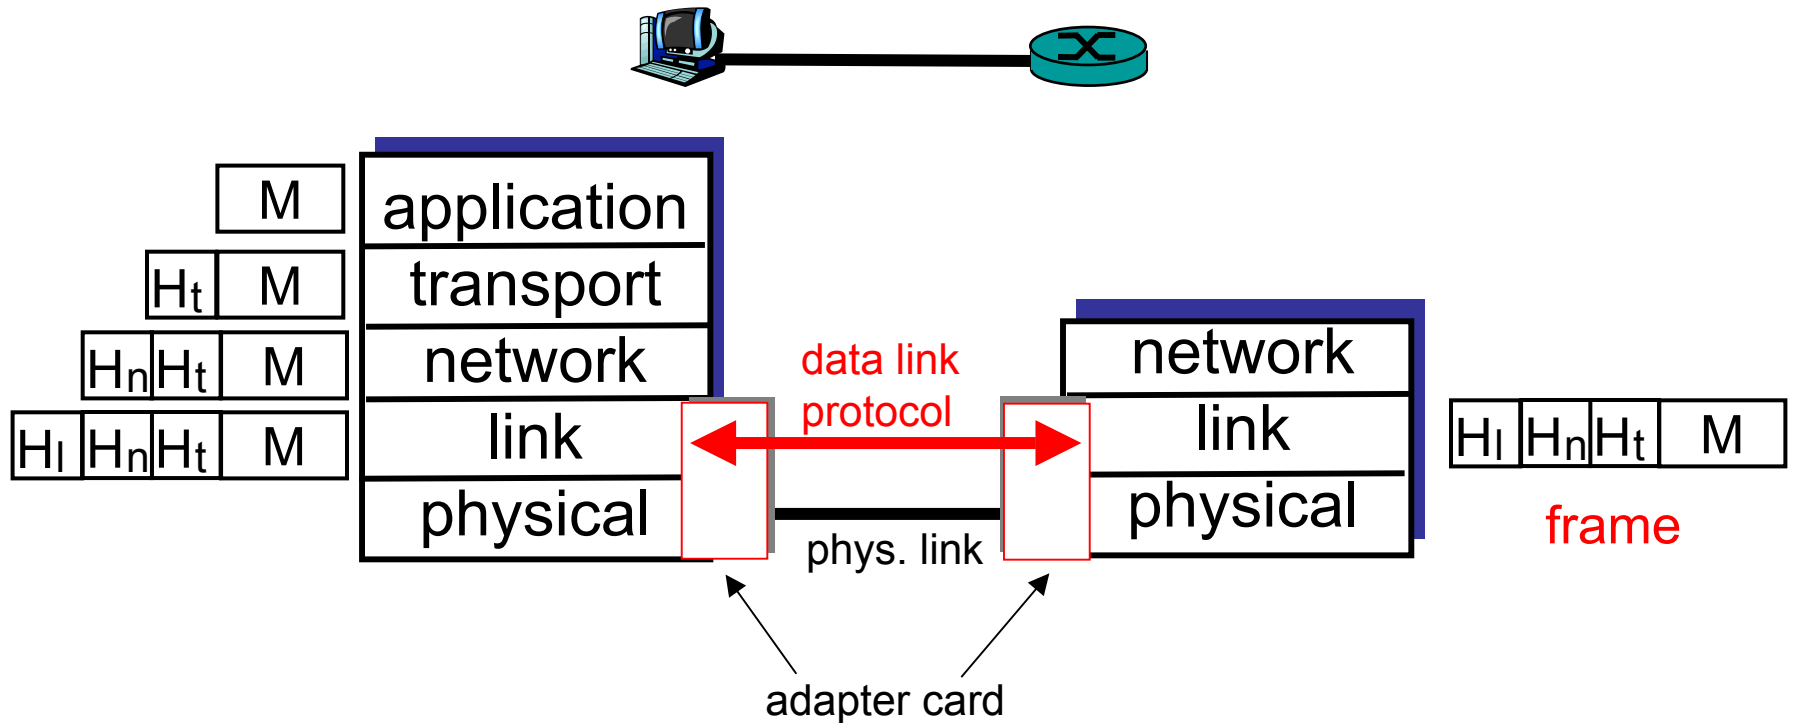 M
application
Ht M
transport
Hn Ht M
network
Hl Hn Ht M
link
physical
data link
protocol
phys. link
adapter card
network
link
physical
Hl Hn Ht M
frame